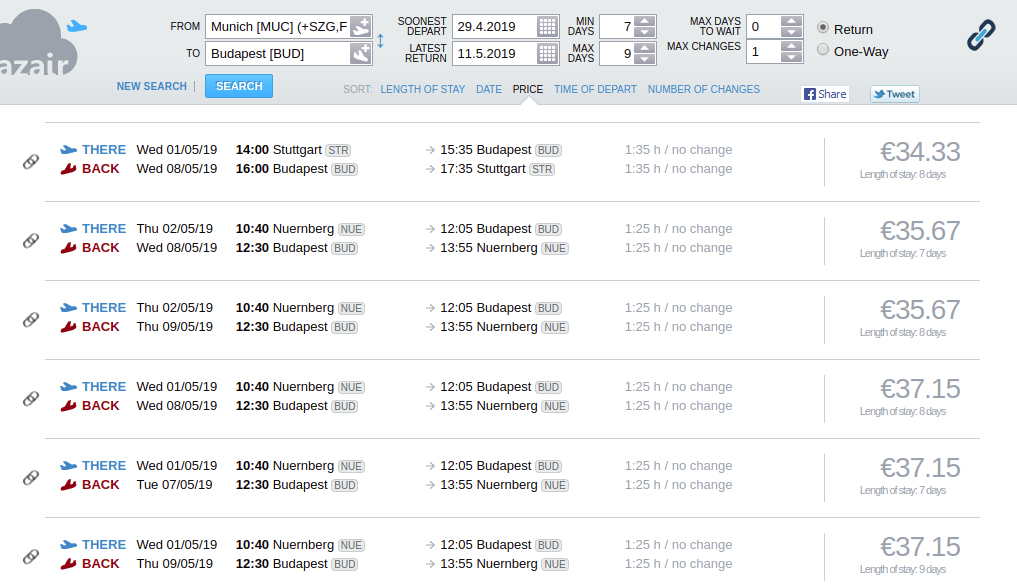 azair
FROM Munich [MUC] (+SZG,F SOONEST DEPART 29.4.2019 MIN DAYS 7 MAX DAYS TO WAIT 0 Return
TO Budapest [BUD] LATEST RETURN 11.5.2019 MAX DAYS 9 MAX CHANGES 1 One-Way
NEW SEARCH | SEARCH SORT: LENGTH OF STAY DATE PRICE TIME OF DEPART NUMBER OF CHANGES Share Tweet
THERE Wed 01/05/19 14:00 Stuttgart STR → 15:35 Budapest BUD 1:35 h / no change €34.33
BACK Wed 08/05/19 16:00 Budapest BUD → 17:35 Stuttgart STR 1:35 h / no change Length of stay: 8 days
THERE Thu 02/05/19 10:40 Nuernberg NUE → 12:05 Budapest BUD 1:25 h / no change €35.67
BACK Wed 08/05/19 12:30 Budapest BUD → 13:55 Nuernberg NUE 1:25 h / no change Length of stay: 7 days
THERE Thu 02/05/19 10:40 Nuernberg NUE → 12:05 Budapest BUD 1:25 h / no change €35.67
BACK Thu 09/05/19 12:30 Budapest BUD → 13:55 Nuernberg NUE 1:25 h / no change Length of stay: 8 days
THERE Wed 01/05/19 10:40 Nuernberg NUE → 12:05 Budapest BUD 1:25 h / no change €37.15
BACK Wed 08/05/19 12:30 Budapest BUD → 13:55 Nuernberg NUE 1:25 h / no change Length of stay: 8 days
THERE Wed 01/05/19 10:40 Nuernberg NUE → 12:05 Budapest BUD 1:25 h / no change €37.15
BACK Tue 07/05/19 12:30 Budapest BUD → 13:55 Nuernberg NUE 1:25 h / no change Length of stay: 7 days
THERE Wed 01/05/19 10:40 Nuernberg NUE → 12:05 Budapest BUD 1:25 h / no change €37.15
BACK Thu 09/05/19 12:30 Budapest BUD → 13:55 Nuernberg NUE 1:25 h / no change Length of stay: 9 days